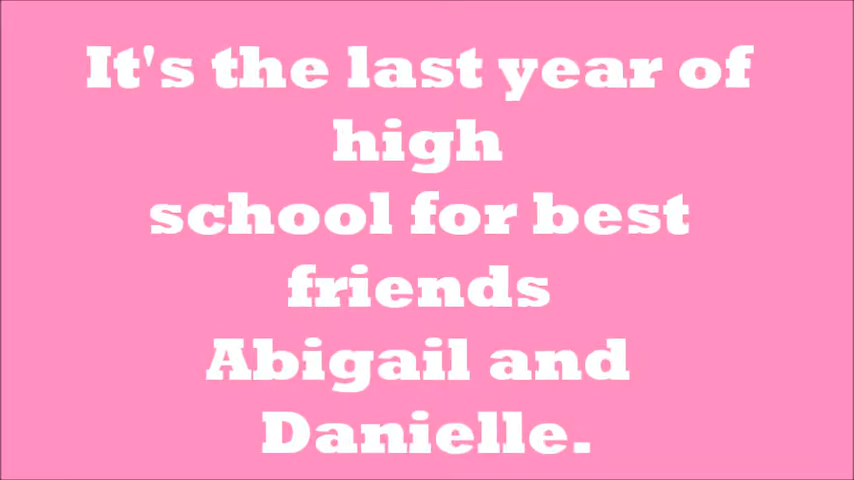 It's the last year of
high
school for best
friends
Abigail and
Danielle.